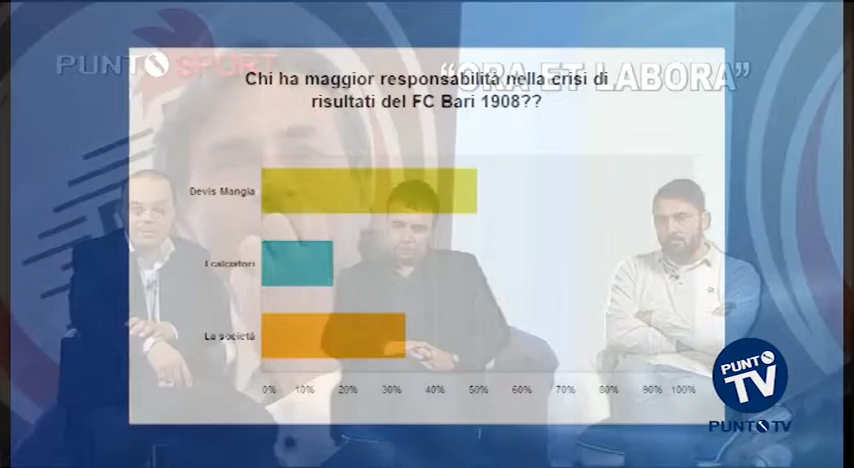 PUNTO SPORT
"ORA ET LABORA"
Chi ha maggior responsabilità nella crisi di
risultati del FC Bari 1908??
Devis Mangia
I calciatori
La società
0% 10% 20% 30% 40% 50% 60% 70% 80% 90% 100%
PUNTO
TV
PUNTO TV